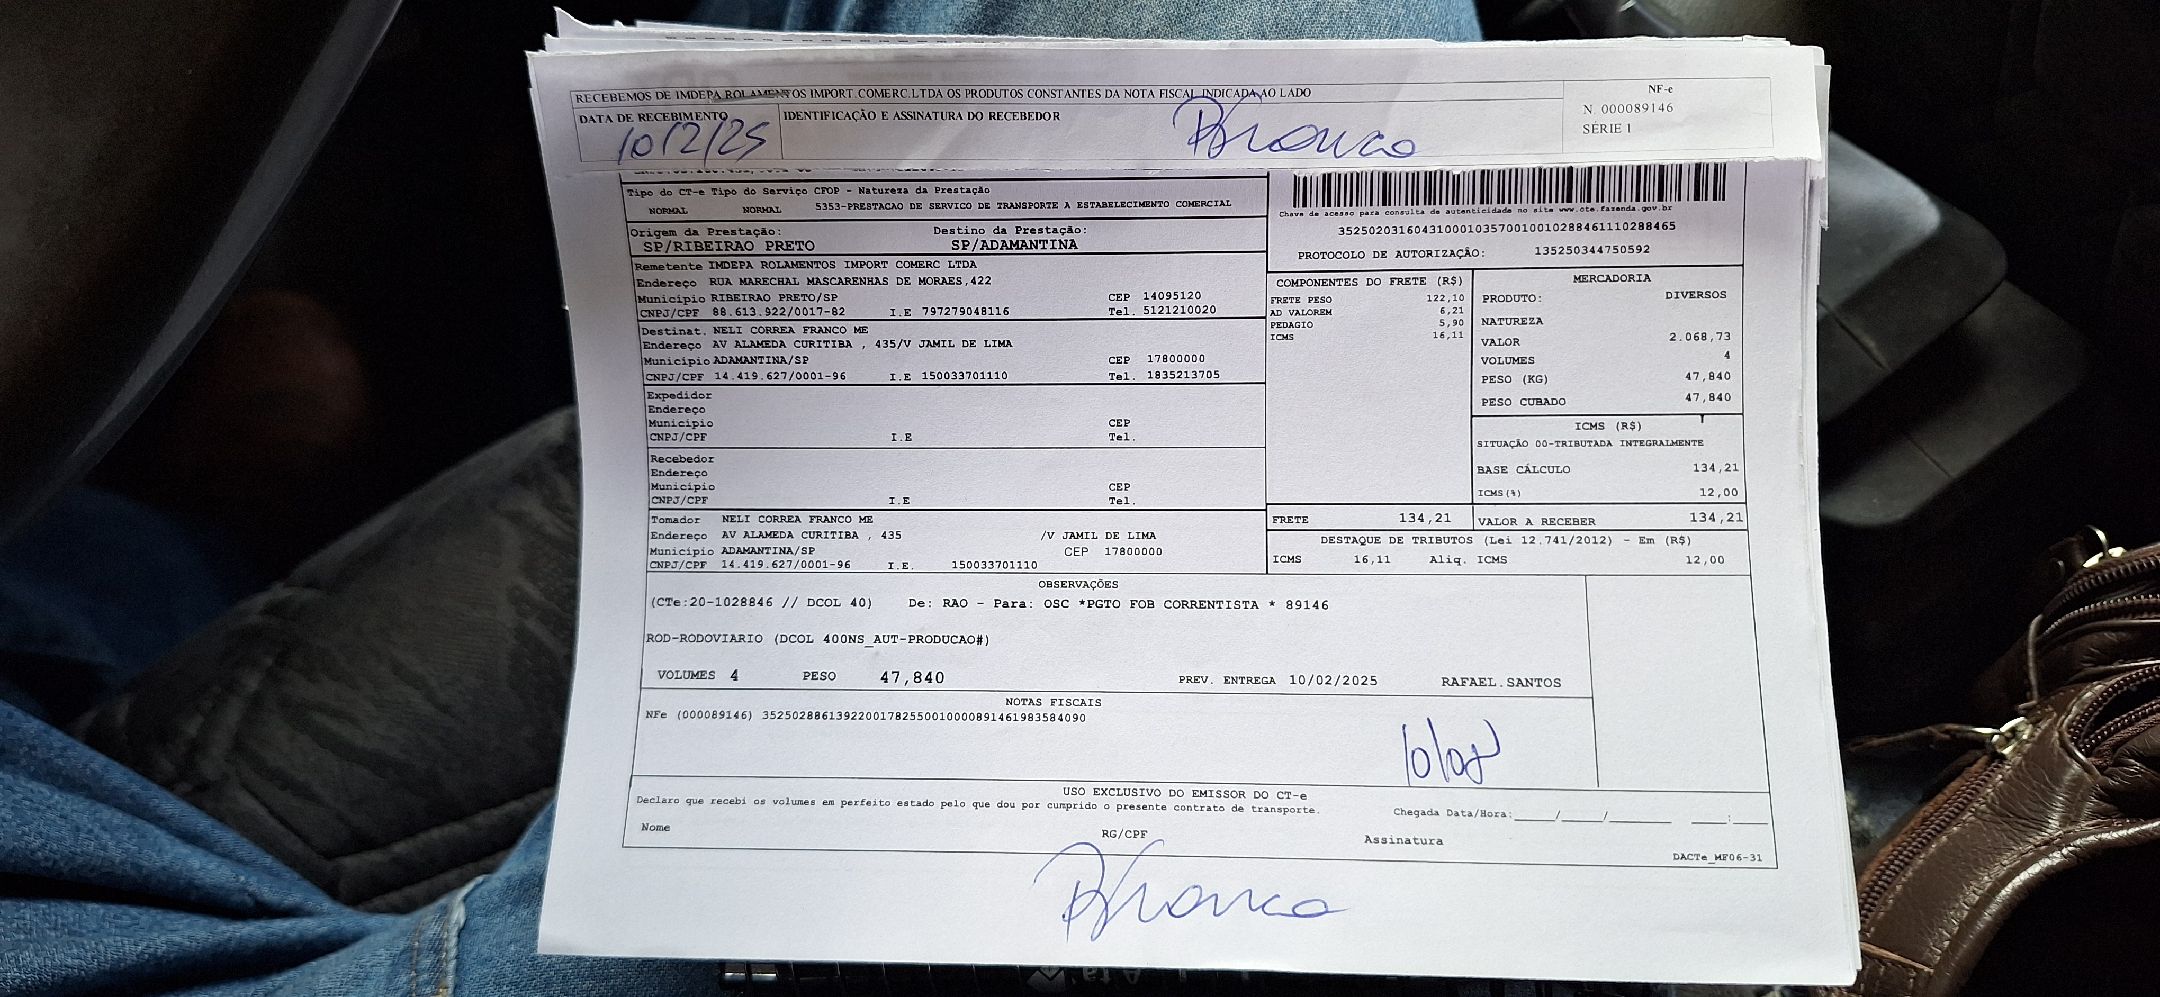 RECEBEMOS DE IMDEPA ROLAMENTOS IMPORT.COMERC.LTDA OS PRODUTOS CONSTANTES DA NOTA FISCAL INDICADA AO LADO
NF-e
N. 000089146
SÉRIE 1
DATA DE RECEBIMENTO
IDENTIFICAÇÃO E ASSINATURA DO RECEBEDOR
10/2/25
Tipo do CT-e Tipo do Serviço CFOP - Natureza da Prestação
NORMAL NORMAL 5353-PRESTACAO DE SERVICO DE TRANSPORTE A ESTABELECIMENTO COMERCIAL
Chave de acesso para consulta de autenticidade no site www.cte.fazenda.gov.br
35250203160431000103570010010288461110288465
PROTOCOLO DE AUTORIZAÇÃO: 135250344750592
Origem da Prestação: Destino da Prestação:
SP/RIBEIRAO PRETO SP/ADAMANTINA
Remetente IMDEPA ROLAMENTOS IMPORT COMERC LTDA
Endereço RUA MARECHAL MASCARENHAS DE MORAES,422
Município RIBEIRAO PRETO/SP CEP 14095120
CNPJ/CPF 88.613.922/0017-82 I.E 797279048116 Tel. 5121210020
Destinat. NELI CORREA FRANCO ME
Endereço AV ALAMEDA CURITIBA , 435/V JAMIL DE LIMA
Município ADAMANTINA/SP CEP 17800000
CNPJ/CPF 14.419.627/0001-96 I.E 150033701110 Tel. 1835213705
Expedidor
Endereço
Município CEP
CNPJ/CPF I.E Tel.
Recebedor
Endereço
Município CEP
CNPJ/CPF I.E Tel.
Tomador NELI CORREA FRANCO ME
Endereço AV ALAMEDA CURITIBA , 435 /V JAMIL DE LIMA
Município ADAMANTINA/SP CEP 17800000
CNPJ/CPF 14.419.627/0001-96 I.E. 150033701110
COMPONENTES DO FRETE (R$)
FRETE PESO 122,10
AD VALOREM 6,21
PEDAGIO 5,90
ICMS 16,11
MERCADORIA
PRODUTO: DIVERSOS
NATUREZA
VALOR 2.068,73
VOLUMES 4
PESO (KG) 47,840
PESO CUBADO 47,840
ICMS (R$)
SITUAÇÃO 00-TRIBUTADA INTEGRALMENTE
BASE CÁLCULO 134,21
ICMS(%) 12,00
FRETE 134,21
VALOR A RECEBER 134,21
DESTAQUE DE TRIBUTOS (Lei 12.741/2012) - Em (R$)
ICMS 16,11 Aliq. ICMS 12,00
OBSERVAÇÕES
(CTe:20-1028846 // DCOL 40) De: RAO - Para: OSC *PGTO FOB CORRENTISTA * 89146
ROD-RODOVIARIO (DCOL 400NS_AUT-PRODUCAO#)
VOLUMES 4 PESO 47,840 PREV. ENTREGA 10/02/2025 RAFAEL.SANTOS
NOTAS FISCAIS
NFe (000089146) 35250288613922001782550010000891461983584090
USO EXCLUSIVO DO EMISSOR DO CT-e
Declaro que recebi os volumes em perfeito estado pelo que dou por cumprido o presente contrato de transporte.
Chegada Data/Hora:_____/_____/_______ ____:____
Nome RG/CPF Assinatura
DACTe_MF06-31